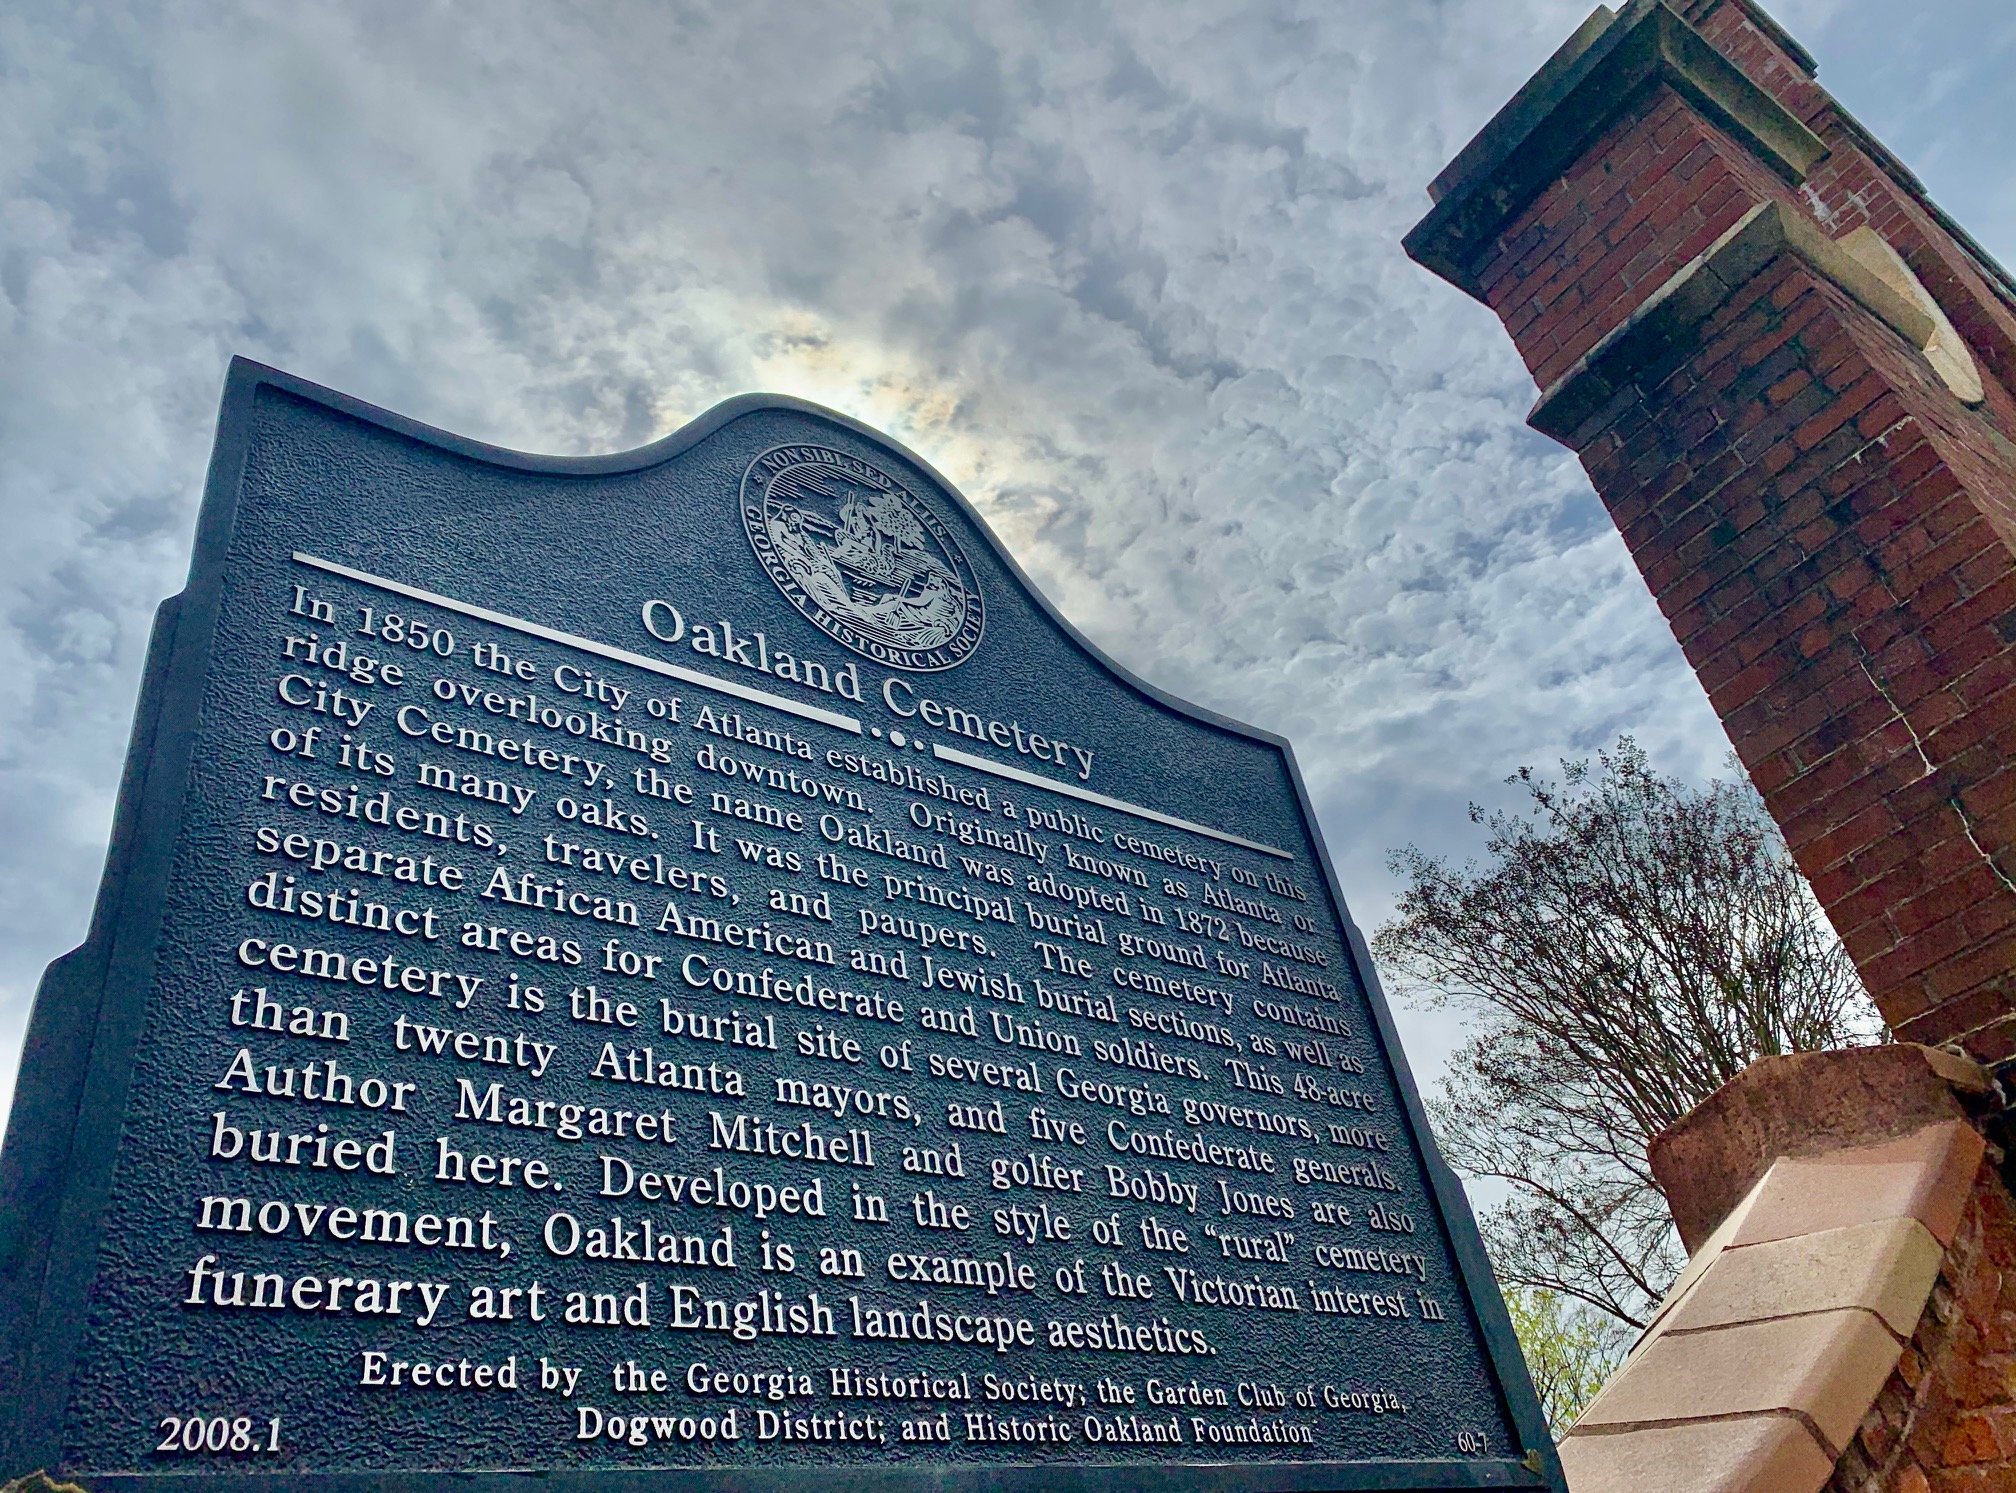 NON SIBI, SED ALIIS.
GEORGIA HISTORICAL SOCIETY
Oakland Cemetery
In 1850 the City of Atlanta established a public cemetery on this
ridge overlooking downtown. Originally known as Atlanta or
City Cemetery, the name Oakland was adopted in 1872 because
of its many oaks. It was the principal burial ground for Atlanta
residents, travelers, and paupers. The cemetery contains
separate African American and Jewish burial sections, as well as
distinct areas for Confederate and Union soldiers. This 48-acre
cemetery is the burial site of several Georgia governors, more
than twenty Atlanta mayors, and five Confederate generals.
Author Margaret Mitchell and golfer Bobby Jones are also
buried here. Developed in the style of the “rural” cemetery
movement, Oakland is an example of the Victorian interest in
funerary art and English landscape aesthetics.
Erected by the Georgia Historical Society; the Garden Club of Georgia,
Dogwood District; and Historic Oakland Foundation
2008.1
60-7